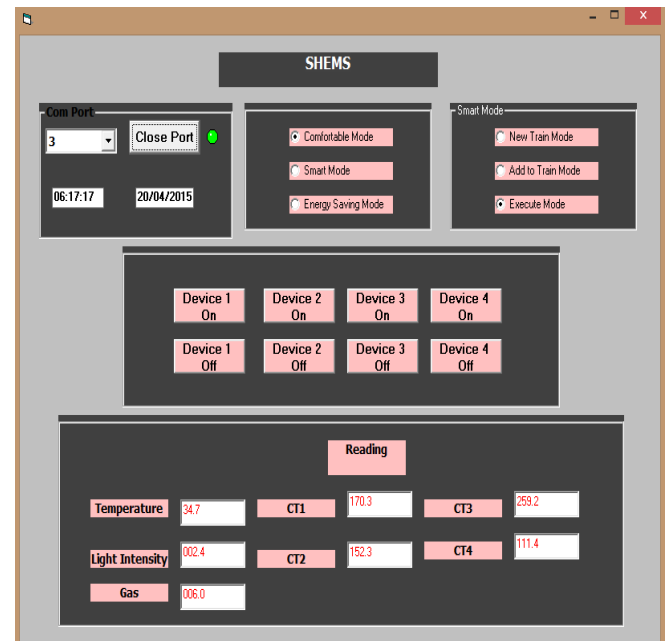 SHEMS
Com Port
3
Close Port
06:17:17
20/04/2015
Comfortable Mode
Smart Mode
Energy Saving Mode
Smart Mode
New Train Mode
Add to Train Mode
Execute Mode
Device 1
On
Device 2
On
Device 3
On
Device 4
On
Device 1
Off
Device 2
Off
Device 3
Off
Device 4
Off
Reading
Temperature
34.7
CT1
170.3
CT3
259.2
Light Intensity
002.4
CT2
152.3
CT4
111.4
Gas
006.0